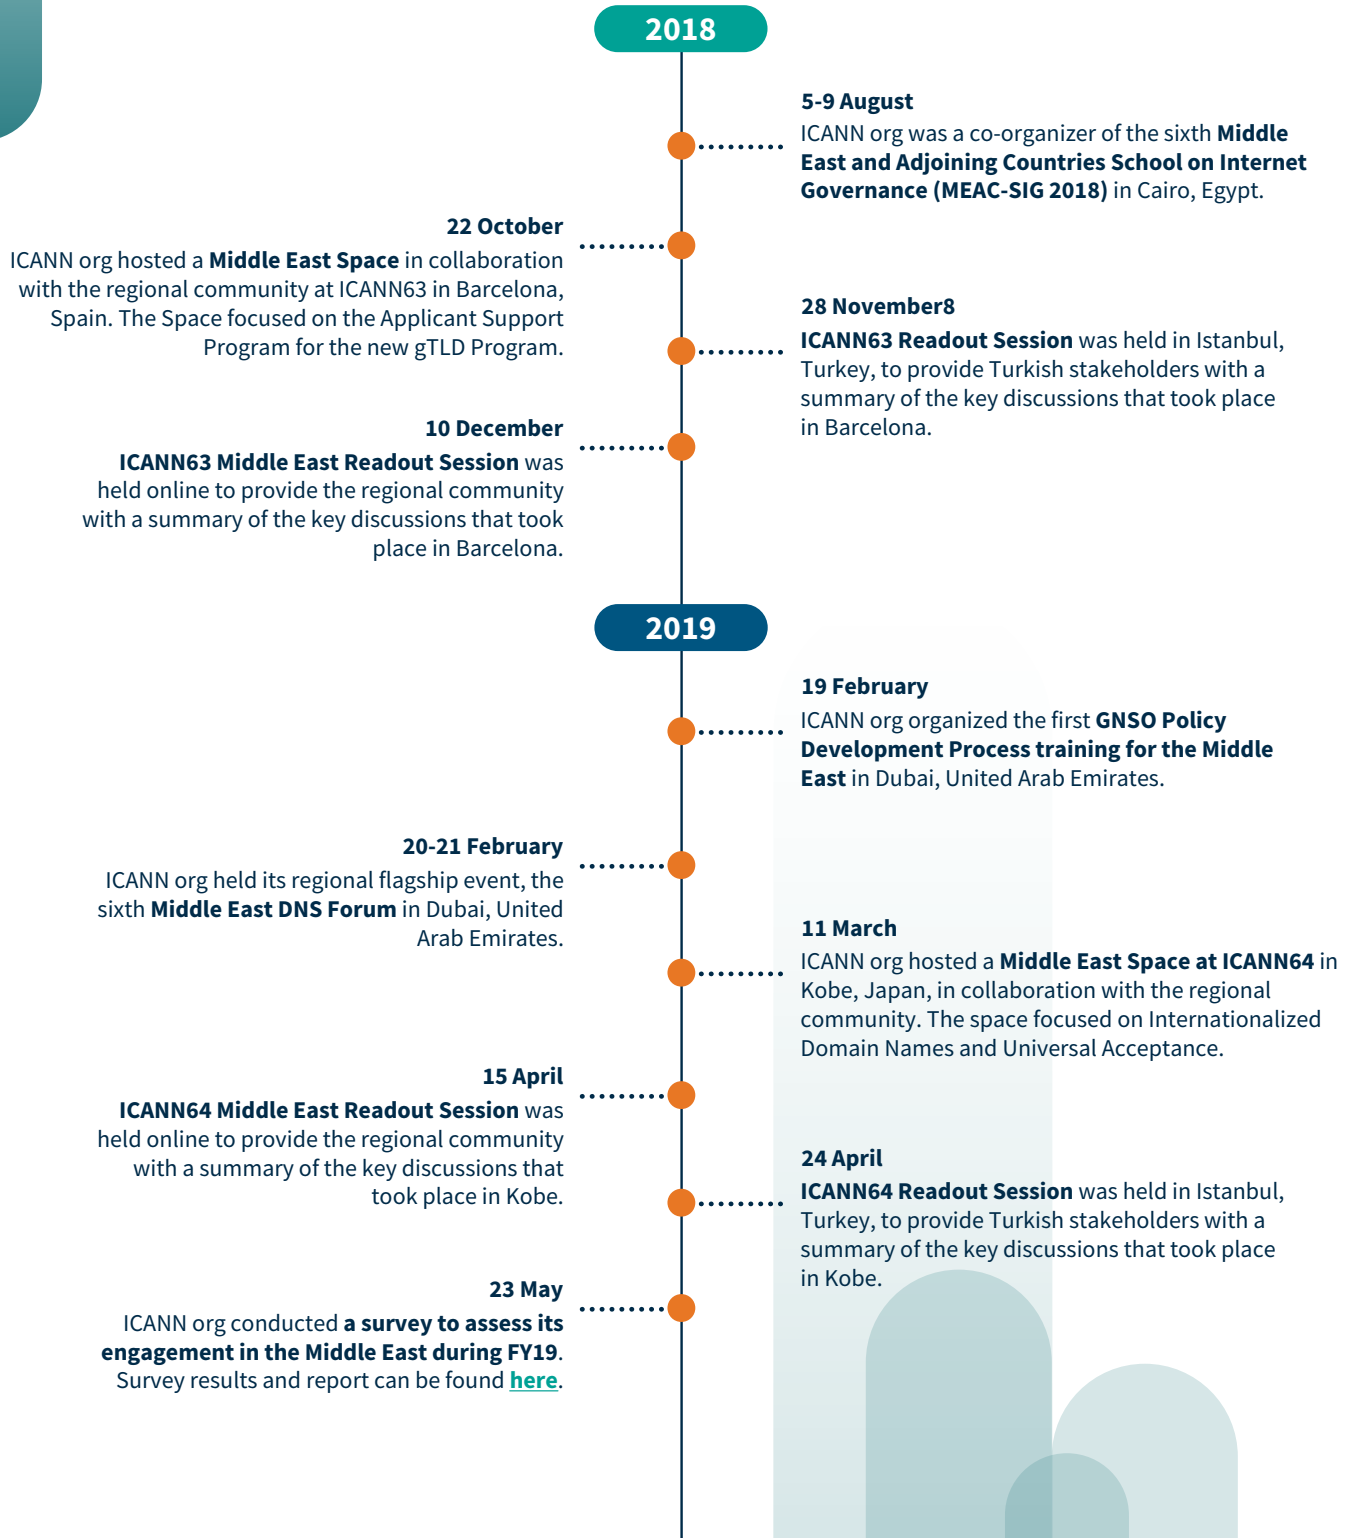 2018
5-9 August
ICANN org was a co-organizer of the sixth Middle
East and Adjoining Countries School on Internet
Governance (MEAC-SIG 2018) in Cairo, Egypt.
22 October
ICANN org hosted a Middle East Space in collaboration
with the regional community at ICANN63 in Barcelona,
Spain. The Space focused on the Applicant Support
Program for the new gTLD Program.
28 November8
ICANN63 Readout Session was held in Istanbul,
Turkey, to provide Turkish stakeholders with a
summary of the key discussions that took place
in Barcelona.
10 December
ICANN63 Middle East Readout Session was
held online to provide the regional community
with a summary of the key discussions that took
place in Barcelona.
2019
19 February
ICANN org organized the first GNSO Policy
Development Process training for the Middle
East in Dubai, United Arab Emirates.
20-21 February
ICANN org held its regional flagship event, the
sixth Middle East DNS Forum in Dubai, United
Arab Emirates.
11 March
ICANN org hosted a Middle East Space at ICANN64 in
Kobe, Japan, in collaboration with the regional
community. The space focused on Internationalized
Domain Names and Universal Acceptance.
15 April
ICANN64 Middle East Readout Session was
held online to provide the regional community
with a summary of the key discussions that
took place in Kobe.
24 April
ICANN64 Readout Session was held in Istanbul,
Turkey, to provide Turkish stakeholders with a
summary of the key discussions that took place
in Kobe.
23 May
ICANN org conducted a survey to assess its
engagement in the Middle East during FY19.
Survey results and report can be found here.